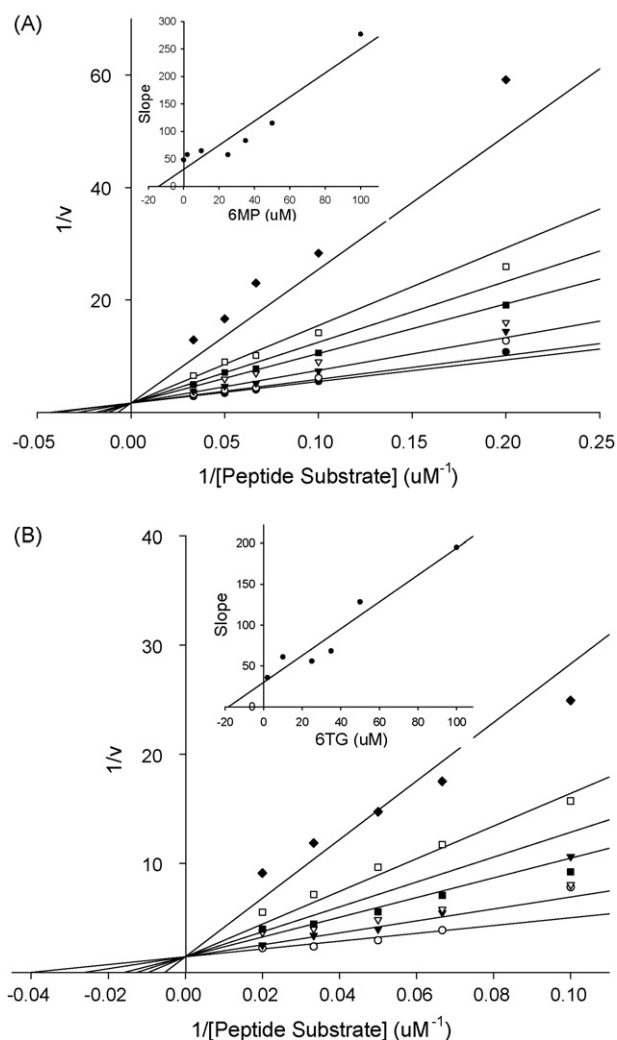 (A)
300
250
200
150
100
50
0
Slope
-20 0 20 40 60 80 100
6MP (uM)
60
40
20
1/v
-0.05 0.00 0.05 0.10 0.15 0.20 0.25
1/[Peptide Substrate] (uM-1)
(B)
200
150
100
50
0
Slope
-20 0 20 40 60 80 100
6TG (uM)
40
30
20
10
1/v
-0.04 -0.02 0.00 0.02 0.04 0.06 0.08 0.10
1/[Peptide Substrate] (uM-1)